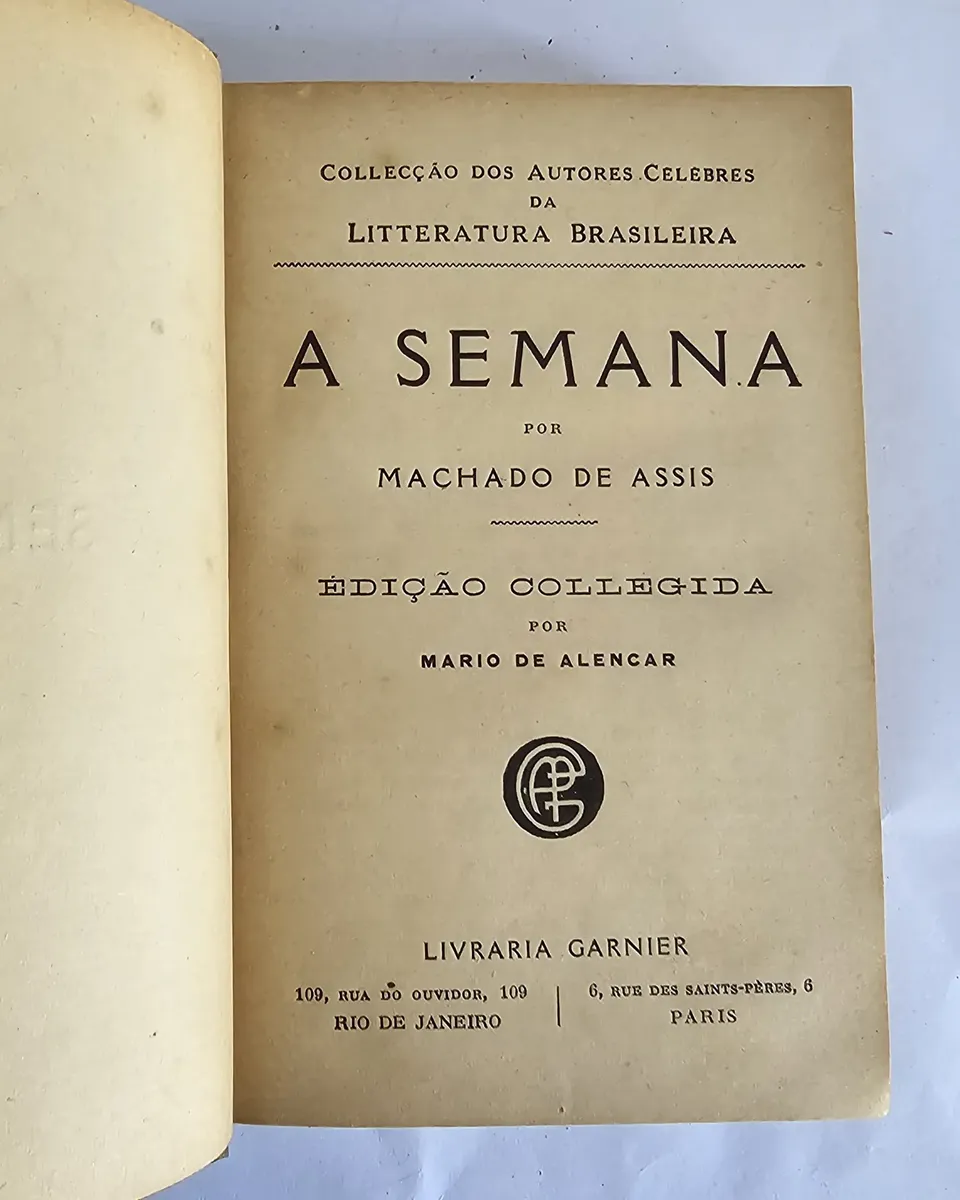 COLLECÇÃO DOS AUTORES CELEBRES
DA
LITTERATURA BRASILEIRA
A SEMANA
POR
MACHADO DE ASSIS
ÉDIÇÃO COLLEGIDA
POR
MARIO DE ALENCAR
LIVRARIA GARNIER
109, RUA DO OUVIDOR, 109
RIO DE JANEIRO
6, RUE DES SAINTS-PÈRES, 6
PARIS